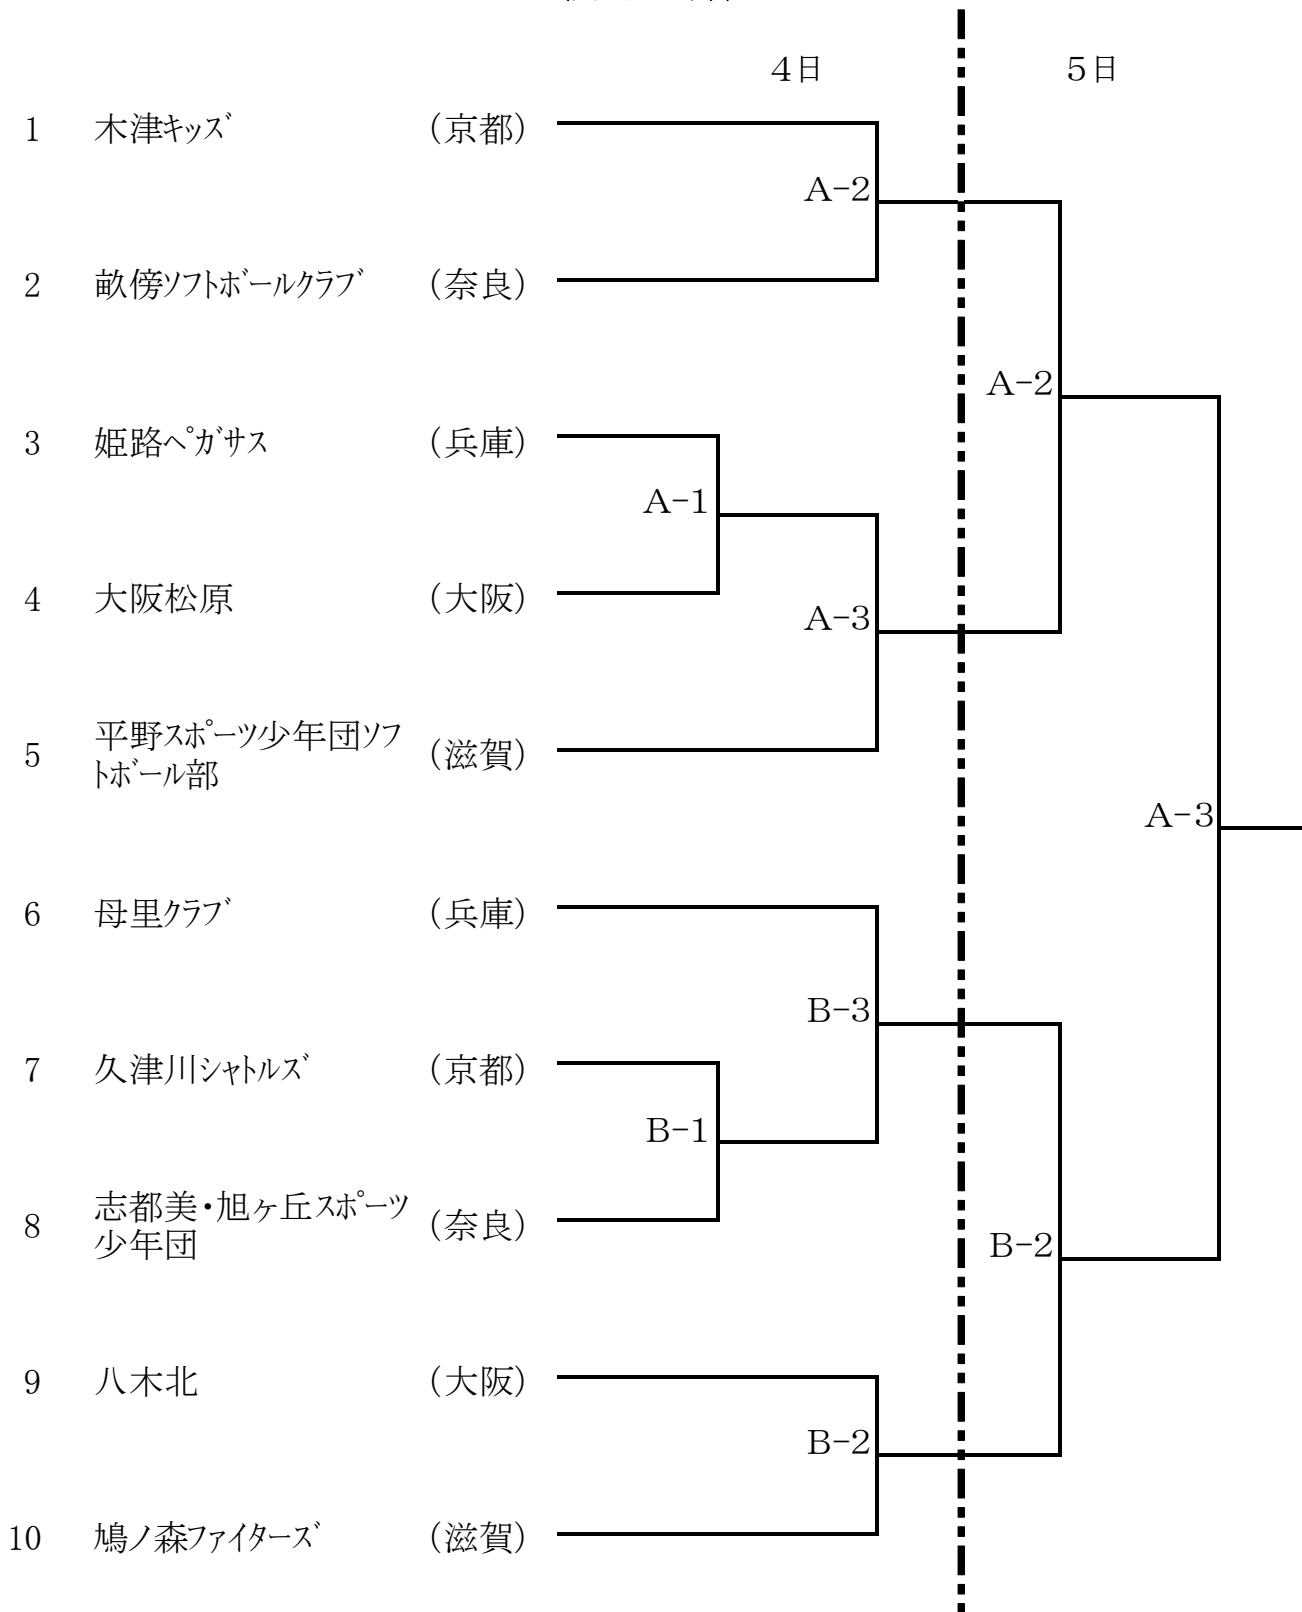 4日
5日
1 木津ｷｯｽﾞ (京都)
A-2
2 畝傍ｿﾌﾄﾎﾞｰﾙｸﾗﾌﾞ (奈良)
A-2
3 姫路ﾍﾟｶﾞｻｽ (兵庫)
A-1
4 大阪松原 (大阪)
A-3
5 平野ｽﾎﾟｰﾂ少年団ｿﾌ
ﾄﾎﾞｰﾙ部 (滋賀)
A-3
6 母里ｸﾗﾌﾞ (兵庫)
B-3
7 久津川ｼｬﾄﾙｽﾞ (京都)
B-1
8 志都美・旭ヶ丘ｽﾎﾟｰﾂ
少年団 (奈良)
B-2
9 八木北 (大阪)
B-2
10 鳩ノ森ﾌｧｲﾀｰｽﾞ (滋賀)